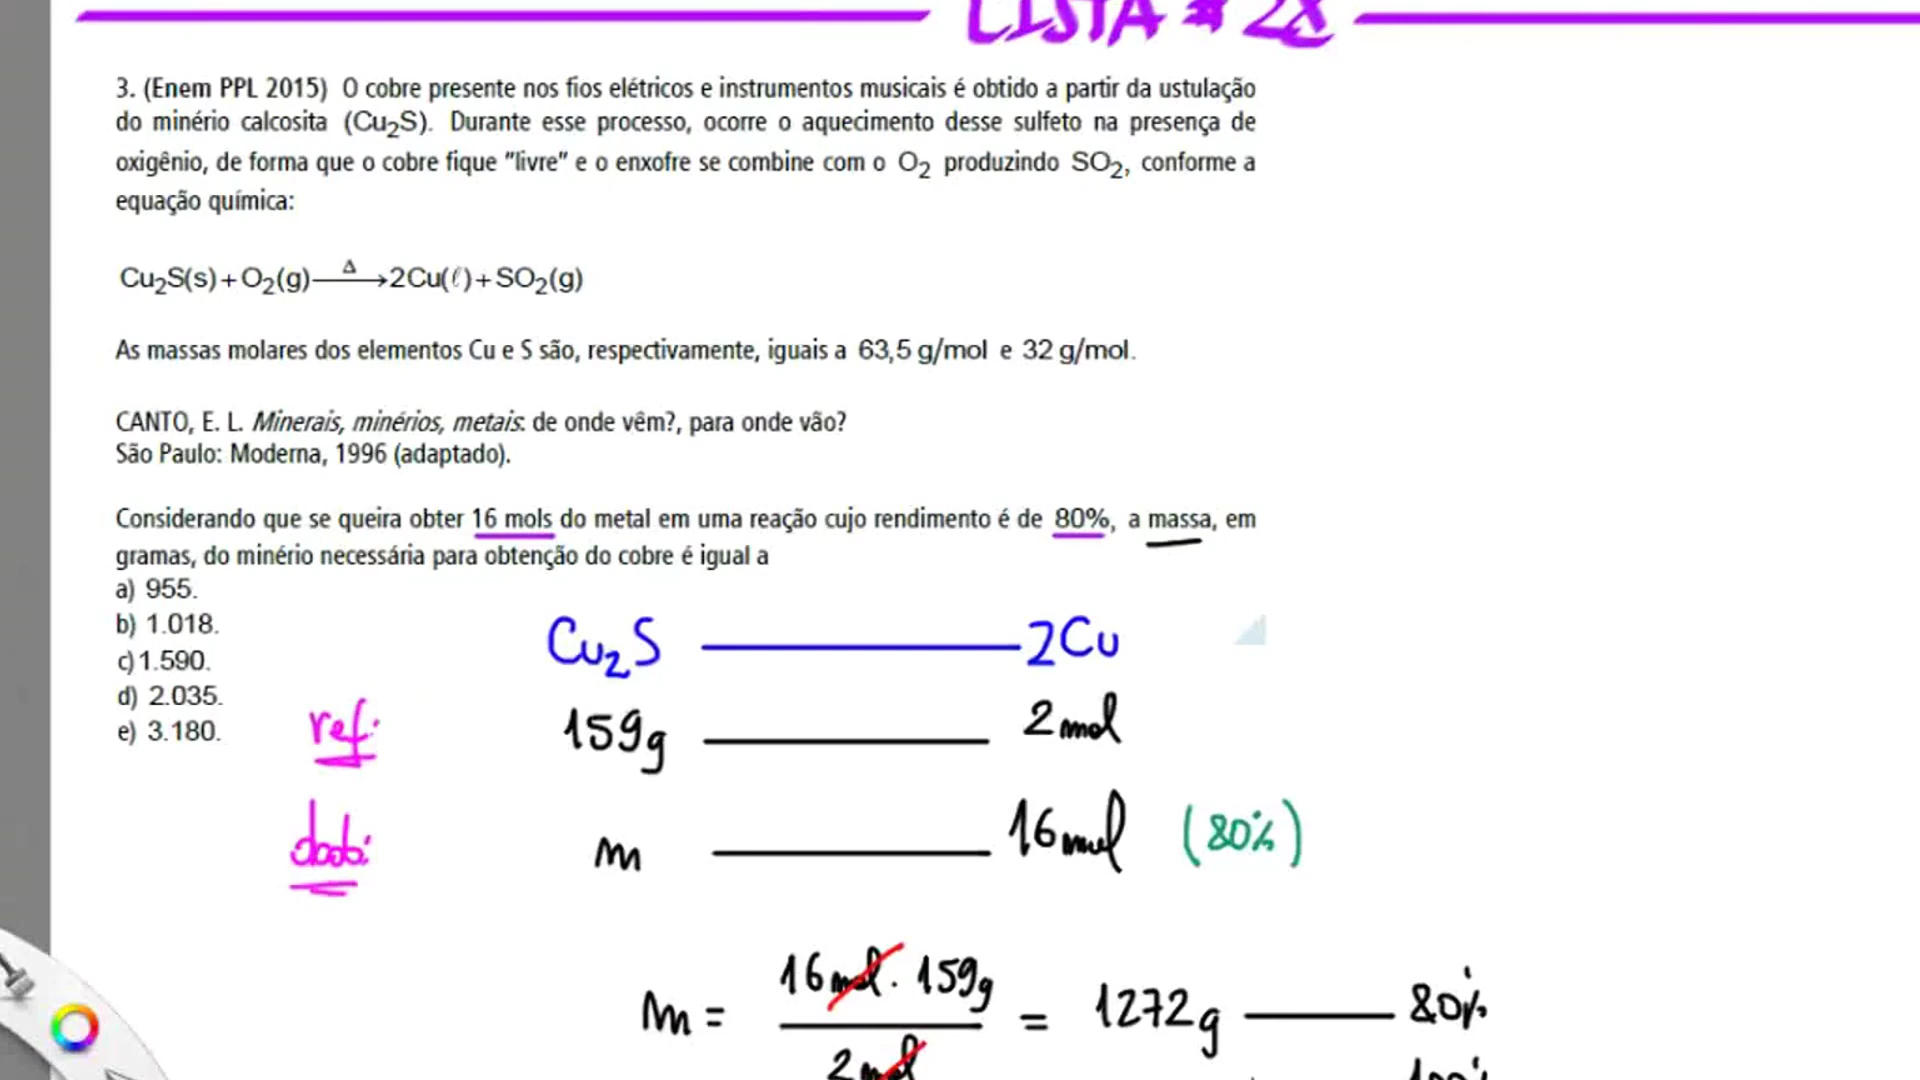 LISTA # 2X
3. (Enem PPL 2015) O cobre presente nos fios elétricos e instrumentos musicais é obtido a partir da ustulação
do minério calcosita (Cu₂S). Durante esse processo, ocorre o aquecimento desse sulfeto na presença de
oxigênio, de forma que o cobre fique "livre" e o enxofre se combine com o O₂ produzindo SO₂, conforme a
equação química:
Cu₂S(s) + O₂(g) —Δ→ 2Cu(ℓ) + SO₂(g)
As massas molares dos elementos Cu e S são, respectivamente, iguais a 63,5 g/mol e 32 g/mol.
CANTO, E. L. Minerais, minérios, metais: de onde vêm?, para onde vão?
São Paulo: Moderna, 1996 (adaptado).
Considerando que se queira obter 16 mols do metal em uma reação cujo rendimento é de 80%, a massa, em
gramas, do minério necessária para obtenção do cobre é igual a
a) 955.
b) 1.018.
c) 1.590.
d) 2.035.
e) 3.180.
Cu₂S 2Cu
ref: 159g 2mol
m 16mol (80%)
m = 16mol . 159g = 1272g 80%
2mol 100%